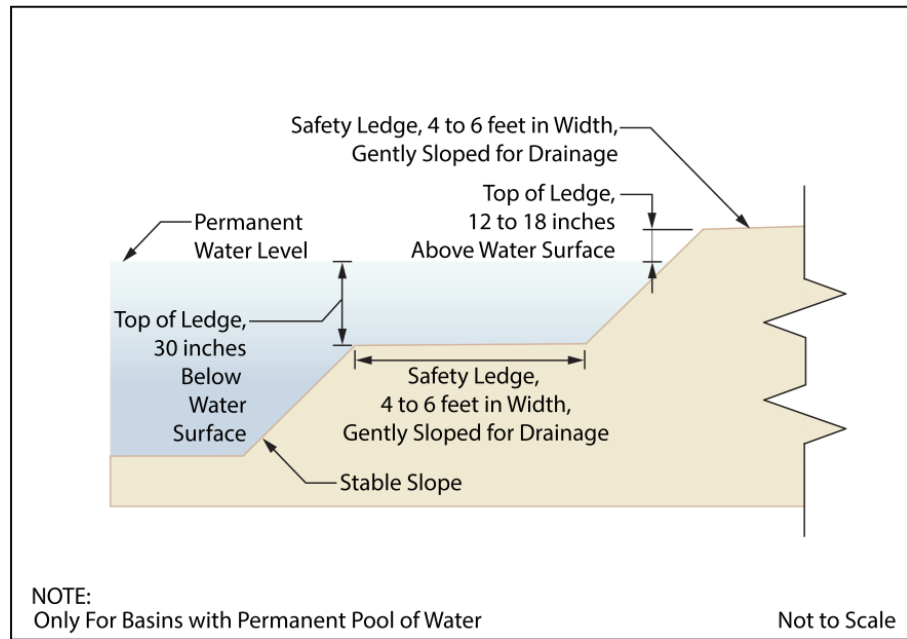 Safety Ledge, 4 to 6 feet in Width,
Gently Sloped for Drainage
Top of Ledge,
12 to 18 inches
Above Water Surface
Permanent
Water Level
Top of Ledge,
30 inches
Below
Water
Surface
Safety Ledge,
4 to 6 feet in Width,
Gently Sloped for Drainage
Stable Slope
NOTE:
Only For Basins with Permanent Pool of Water
Not to Scale